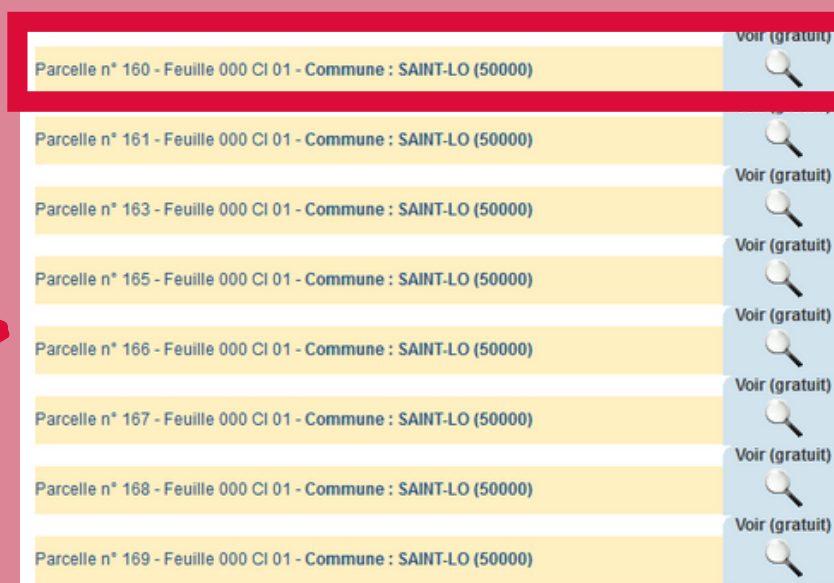 Voir (gratuit)
Parcelle n° 160 - Feuille 000 CI 01 - Commune : SAINT-LO (50000)
Parcelle n° 161 - Feuille 000 CI 01 - Commune : SAINT-LO (50000)
Voir (gratuit)
Parcelle n° 163 - Feuille 000 CI 01 - Commune : SAINT-LO (50000)
Voir (gratuit)
Parcelle n° 165 - Feuille 000 CI 01 - Commune : SAINT-LO (50000)
Voir (gratuit)
Parcelle n° 166 - Feuille 000 CI 01 - Commune : SAINT-LO (50000)
Voir (gratuit)
Parcelle n° 167 - Feuille 000 CI 01 - Commune : SAINT-LO (50000)
Voir (gratuit)
Parcelle n° 168 - Feuille 000 CI 01 - Commune : SAINT-LO (50000)
Voir (gratuit)
Parcelle n° 169 - Feuille 000 CI 01 - Commune : SAINT-LO (50000)